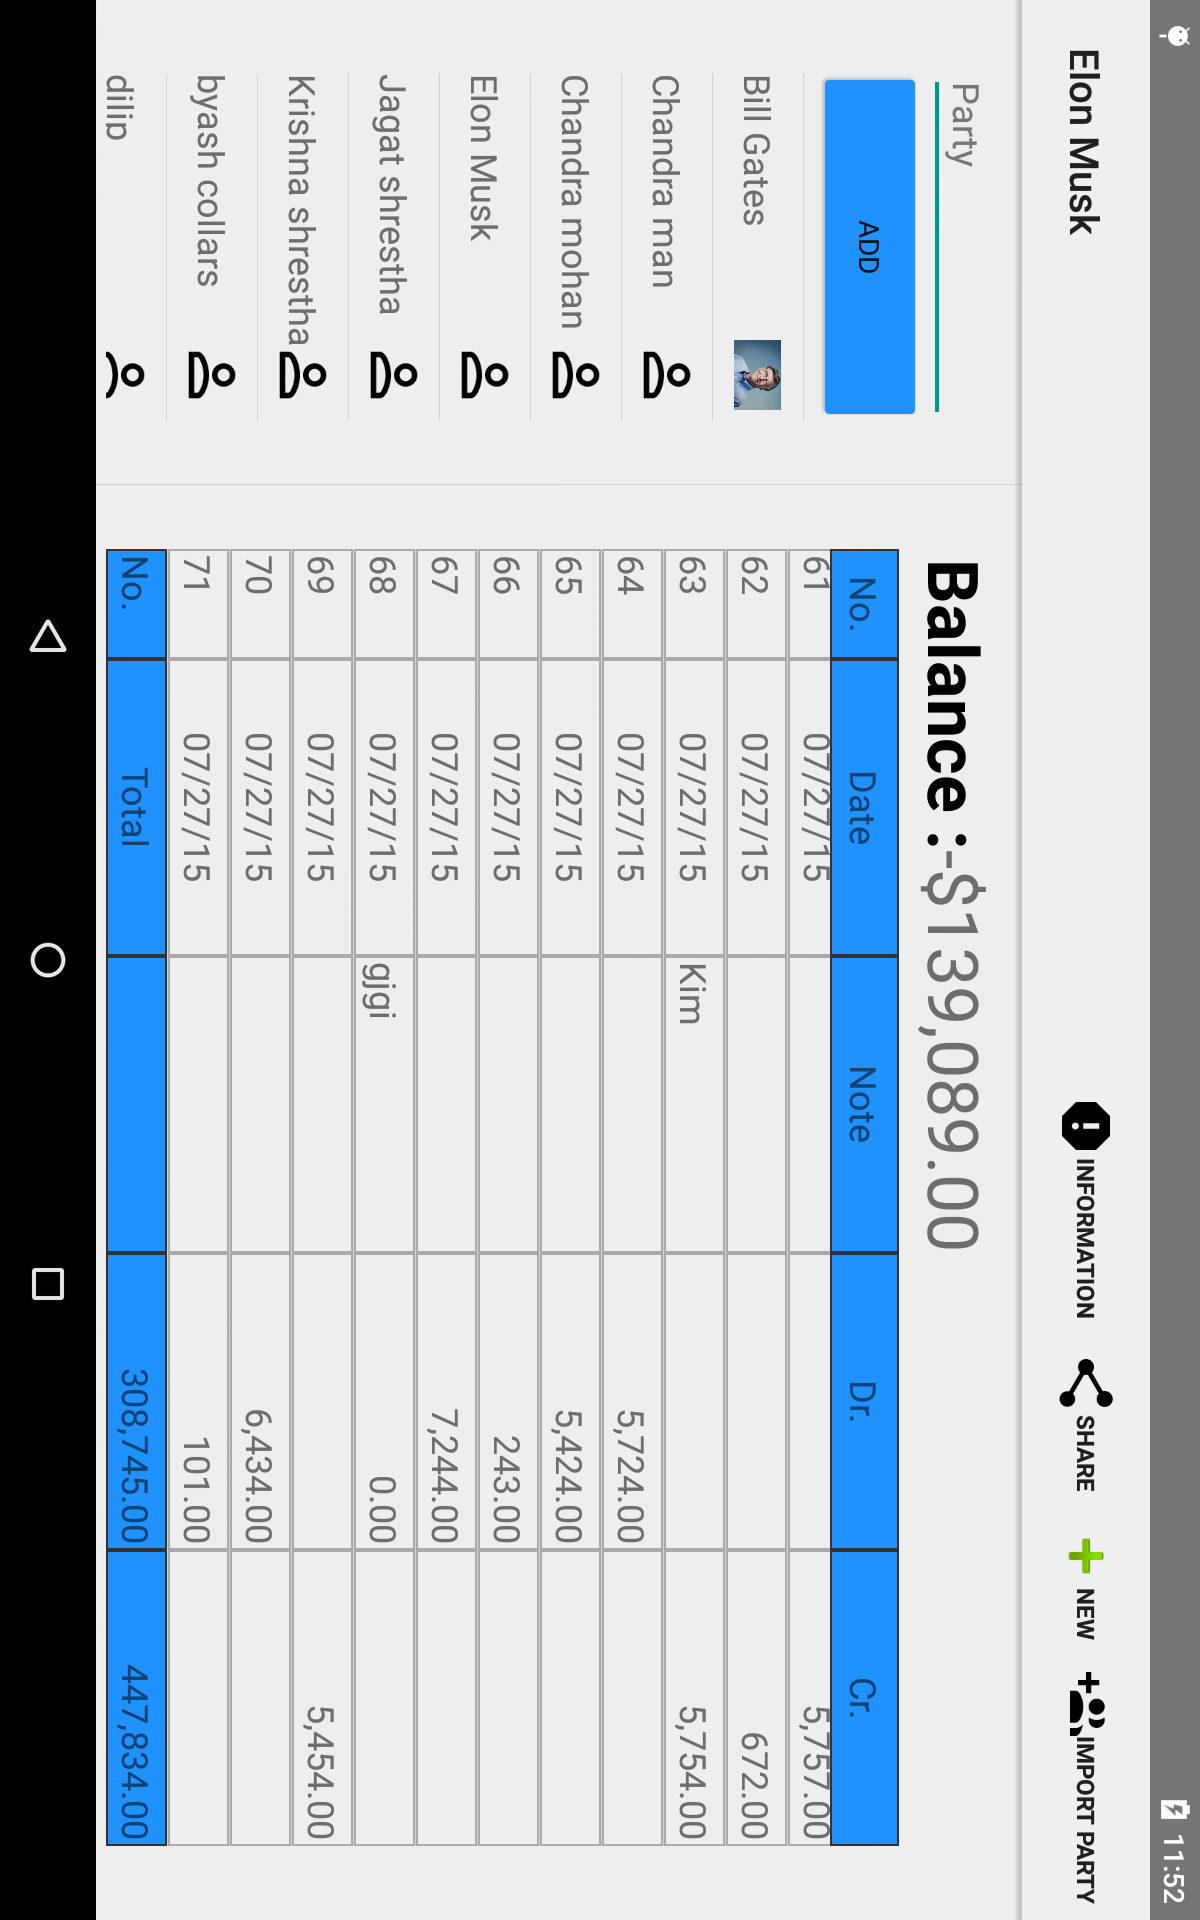 11:52
Elon Musk INFORMATION SHARE NEW IMPORT PARTY
Party
ADD
Bill Gates
Chandra man
Chandra mohan
Elon Musk
Jagat shrestha
Krishna shrestha
byash collars
dilip
Balance :-$139,089.00
No. Date Note Dr. Cr.
61 07/27/15 5,757.00
62 07/27/15 672.00
63 07/27/15 Kim 5,754.00
64 07/27/15 5,724.00
65 07/27/15 5,424.00
66 07/27/15 243.00
67 07/27/15 7,244.00
68 07/27/15 gjgi 0.00
69 07/27/15 5,454.00
70 07/27/15 6,434.00
71 07/27/15 101.00
No. Total 308,745.00 447,834.00